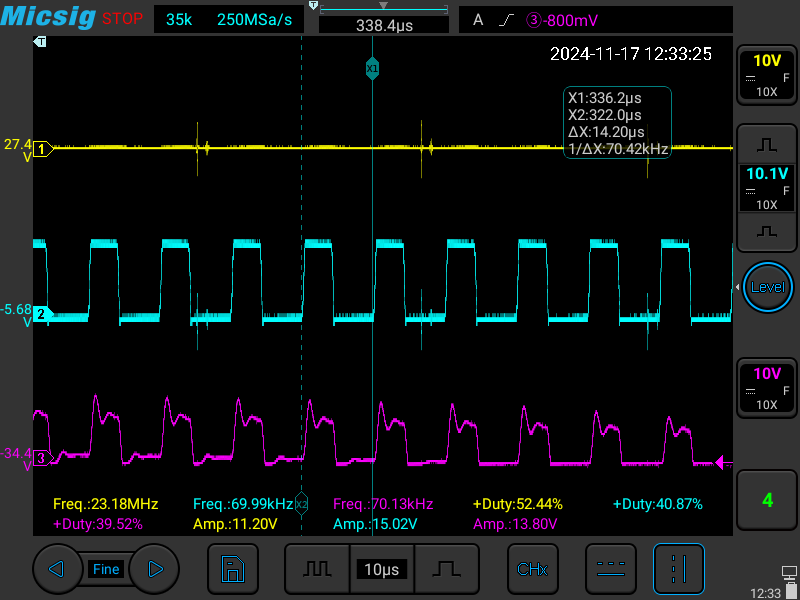 Micsig STOP 35k 250MSa/s T 338.4µs A ③-800mV
T
2024-11-17 12:33:25
X1
X1:336.2µs
X2:322.0µs
ΔX:14.20µs
1/ΔX:70.42kHz
27.4 V
1
-5.68 V
2
-34.4 V
3
10V
F
10X
10.1V
F
10X
Level
10V
F
10X
4
Freq.:23.18MHz Freq.:69.99kHz X2 Freq.:70.13kHz +Duty:52.44% +Duty:40.87%
+Duty:39.52% Amp.:11.20V Amp.:15.02V Amp.:13.80V
Fine 10µs CHx
12:33